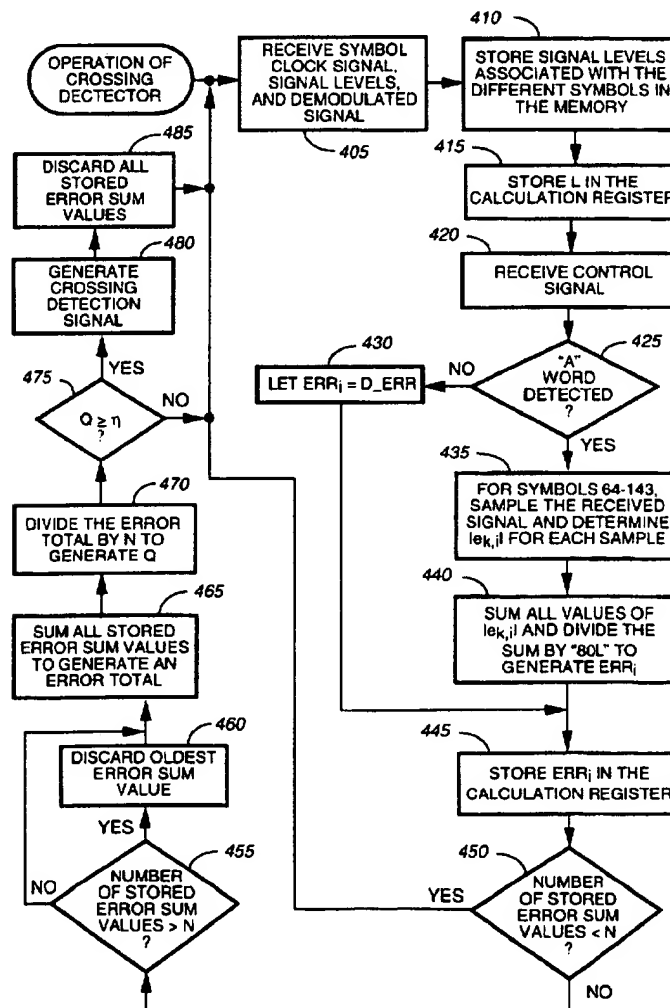 OPERATION OF
CROSSING
DECTECTOR
RECEIVE SYMBOL
CLOCK SIGNAL,
SIGNAL LEVELS,
AND DEMODULATED
SIGNAL
405
410
STORE SIGNAL LEVELS
ASSOCIATED WITH THE
DIFFERENT SYMBOLS IN
THE MEMORY
415
STORE L IN THE
CALCULATION REGISTER
420
RECEIVE CONTROL
SIGNAL
425
"A"
WORD
DETECTED
?
NO
YES
430
LET ERRi = D_ERR
435
FOR SYMBOLS 64-143,
SAMPLE THE RECEIVED
SIGNAL AND DETERMINE
|ek,i| FOR EACH SAMPLE
440
SUM ALL VALUES OF
|ek,i| AND DIVIDE THE
SUM BY "80L" TO
GENERATE ERRi
445
STORE ERRi IN THE
CALCULATION REGISTER
450
NUMBER
OF STORED
ERROR SUM
VALUES < N
?
YES
NO
455
NUMBER
OF STORED
ERROR SUM
VALUES > N
?
NO
YES
460
DISCARD OLDEST
ERROR SUM
VALUE
465
SUM ALL STORED
ERROR SUM VALUES
TO GENERATE AN
ERROR TOTAL
470
DIVIDE THE ERROR
TOTAL BY N TO
GENERATE Q
475
Q ≥ η
?
NO
YES
480
GENERATE
CROSSING
DETECTION
SIGNAL
485
DISCARD ALL
STORED
ERROR SUM
VALUES